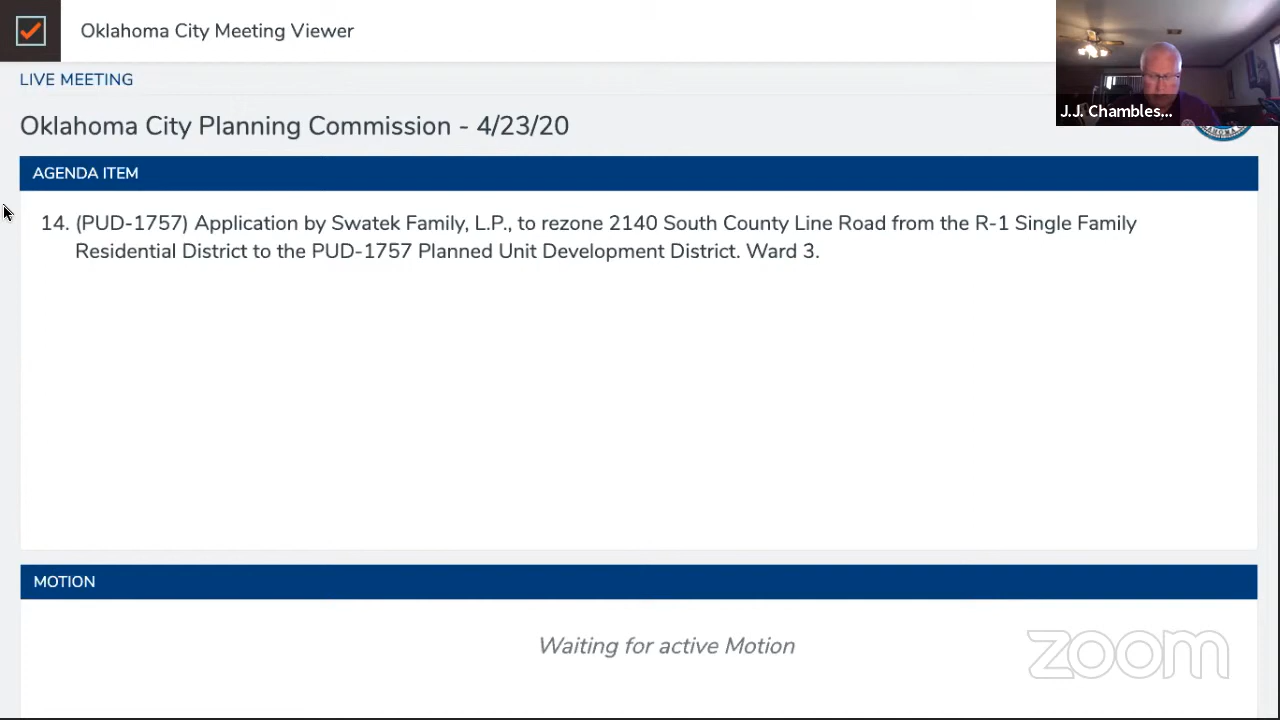 Oklahoma City Meeting Viewer
LIVE MEETING
J.J. Chambles...
Oklahoma City Planning Commission - 4/23/20
AGENDA ITEM
14. (PUD-1757) Application by Swatek Family, L.P., to rezone 2140 South County Line Road from the R-1 Single Family
Residential District to the PUD-1757 Planned Unit Development District. Ward 3.
MOTION
Waiting for active Motion
zoom